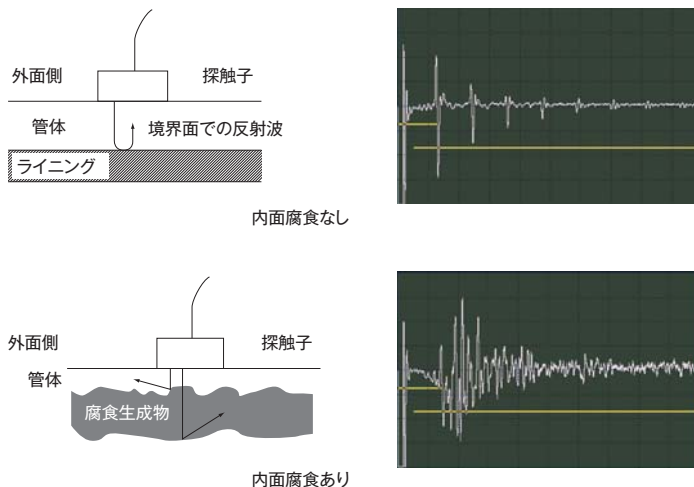 外面側
探触子
管体
境界面での反射波
ライニング
内面腐食なし
外面側
探触子
管体
腐食生成物
内面腐食あり